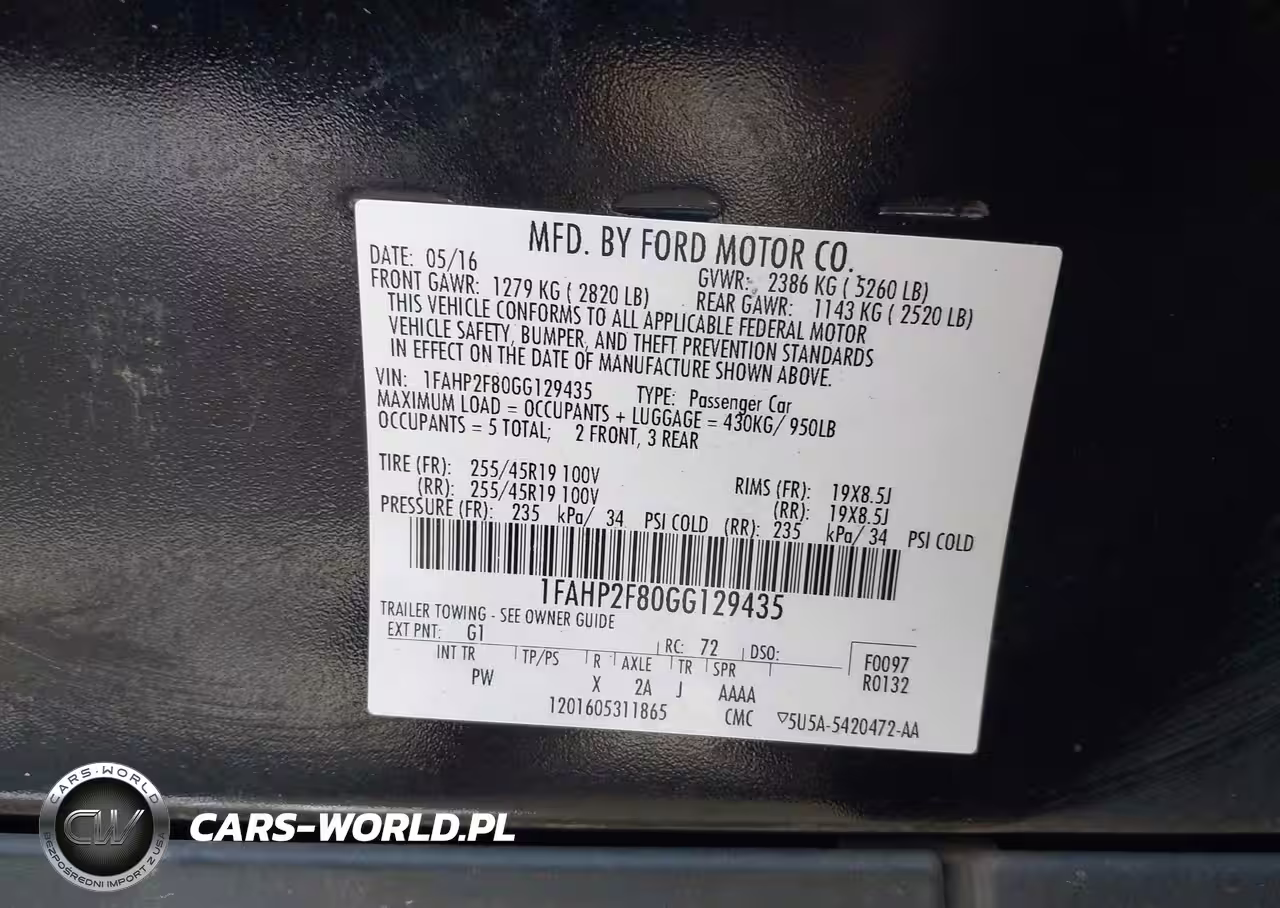 MFD. BY FORD MOTOR CO.
DATE: 05/16 GVWR: 2386 KG ( 5260 LB)
FRONT GAWR: 1279 KG ( 2820 LB) REAR GAWR: 1143 KG ( 2520 LB)
THIS VEHICLE CONFORMS TO ALL APPLICABLE FEDERAL MOTOR
VEHICLE SAFETY, BUMPER, AND THEFT PREVENTION STANDARDS
IN EFFECT ON THE DATE OF MANUFACTURE SHOWN ABOVE.
VIN: 1FAHP2F80GG129435 TYPE: Passenger Car
MAXIMUM LOAD = OCCUPANTS + LUGGAGE = 430KG/ 950LB
OCCUPANTS = 5 TOTAL; 2 FRONT, 3 REAR
TIRE (FR): 255/45R19 100V RIMS (FR): 19X8.5J
(RR): 255/45R19 100V (RR): 19X8.5J
PRESSURE (FR): 235 kPa/ 34 PSI COLD (RR): 235 kPa/ 34 PSI COLD
1FAHP2F80GG129435
TRAILER TOWING - SEE OWNER GUIDE
EXT PNT: G1 RC: 72 DSO: F0097
INT TR TP/PS R AXLE TR SPR R0132
PW X 2A J AAAA
1201605311865 CMC ▽5U5A-5420472-AA
CARS-WORLD
CW
BEZPOŚREDNI IMPORT Z USA
CARS-WORLD.PL